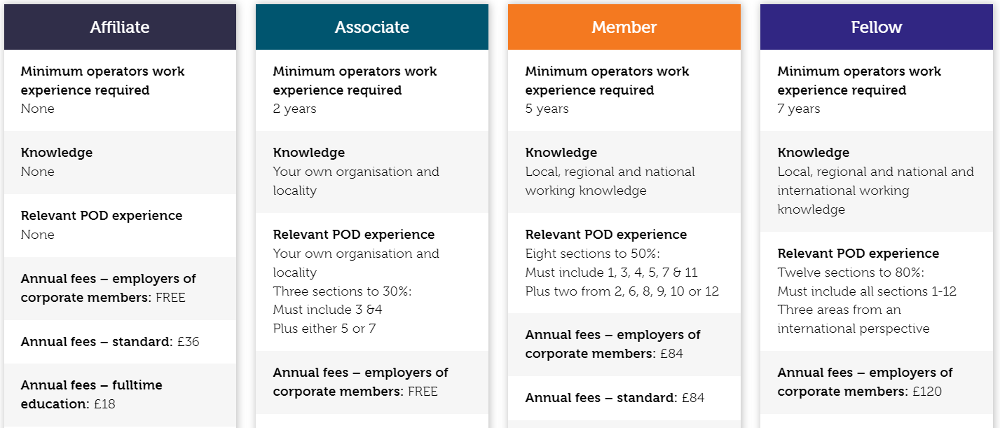 Affiliate
Minimum operators work
experience required
None
Knowledge
None
Relevant POD experience
None
Annual fees – employers of
corporate members: FREE
Annual fees – standard: £36
Annual fees – fulltime
education: £18
Associate
Minimum operators work
experience required
2 years
Knowledge
Your own organisation and
locality
Relevant POD experience
Your own organisation and
locality
Three sections to 30%:
Must include 3 &4
Plus either 5 or 7
Annual fees – employers of
corporate members: FREE
Member
Minimum operators work
experience required
5 years
Knowledge
Local, regional and national
working knowledge
Relevant POD experience
Eight sections to 50%:
Must include 1, 3, 4, 5, 7 & 11
Plus two from 2, 6, 8, 9, 10 or 12
Annual fees – employers of
corporate members: £84
Annual fees – standard: £84
Fellow
Minimum operators work
experience required
7 years
Knowledge
Local, regional and national and
international working
knowledge
Relevant POD experience
Twelve sections to 80%:
Must include all sections 1-12
Three areas from an
international perspective
Annual fees – employers of
corporate members: £120